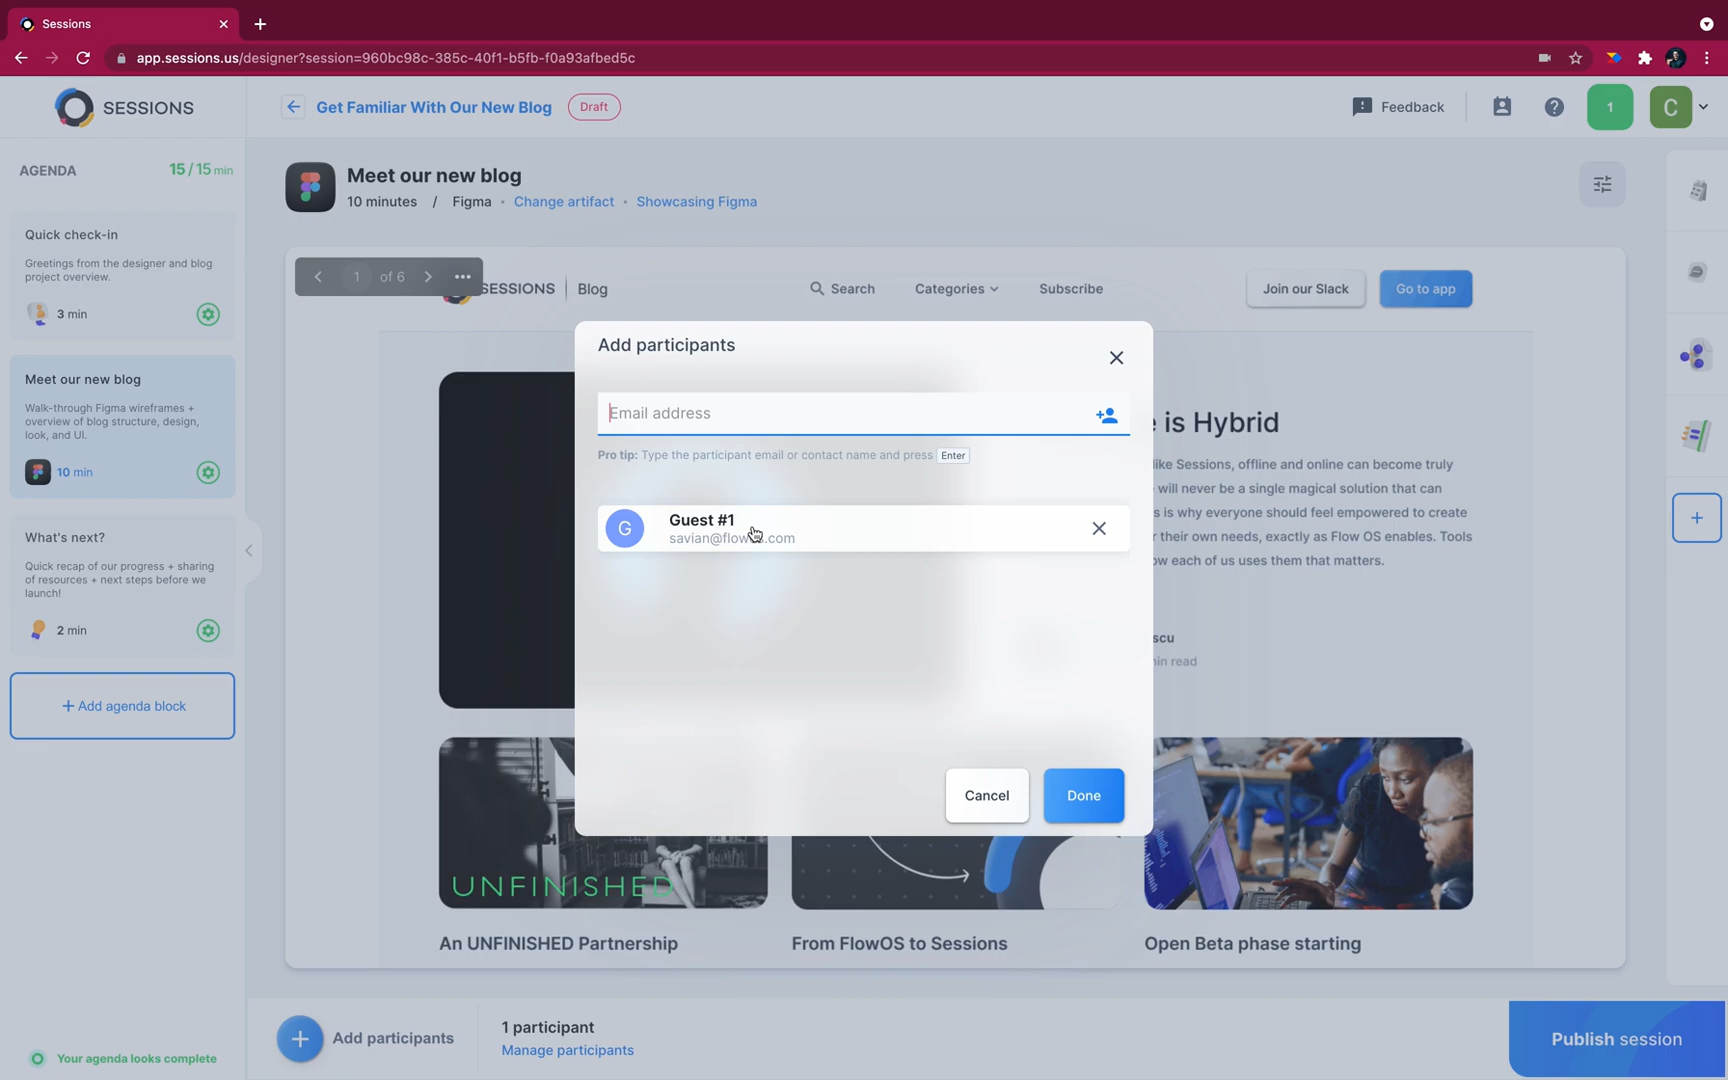 Sessions
app.sessions.us/designer?session=960bc98c-385c-40f1-b5fb-f0a93afbed5c
SESSIONS
Get Familiar With Our New Blog
Draft
Feedback
1
C
AGENDA
15 / 15 min
Quick check-in
Greetings from the designer and blog
project overview.
3 min
Meet our new blog
Walk-through Figma wireframes +
overview of blog structure, design,
look, and UI.
10 min
What's next?
Quick recap of our progress + sharing
of resources + next steps before we
launch!
2 min
+ Add agenda block
Your agenda looks complete
Meet our new blog
10 minutes / Figma • Change artifact • Showcasing Figma
1 of 6
SESSIONS
Blog
Search
Categories
Subscribe
Join our Slack
Go to app
Add participants
Email address
Pro tip: Type the participant email or contact name and press Enter
G
Guest #1
savian@flow .com
Cancel
Done
e is Hybrid
like Sessions, offline and online can become truly
will never be a single magical solution that can
s is why everyone should feel empowered to create
r their own needs, exactly as Flow OS enables. Tools
ow each of us uses them that matters.
scu
min read
UNFINISHED
An UNFINISHED Partnership
From FlowOS to Sessions
Open Beta phase starting
Add participants
1 participant
Manage participants
Publish session